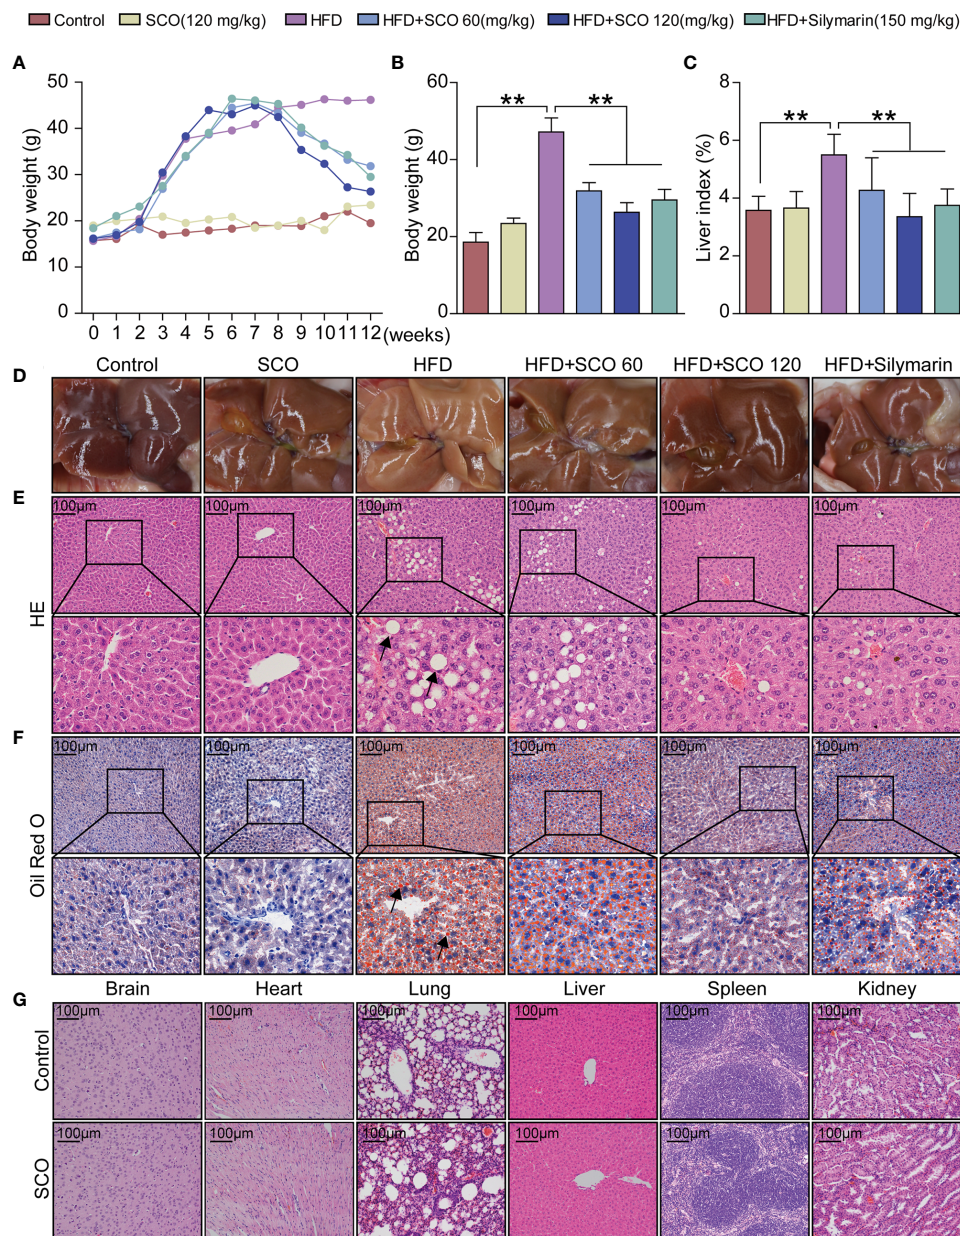 Control SCO(120 mg/kg) HFD HFD+SCO 60(mg/kg) HFD+SCO 120(mg/kg) HFD+Silymarin(150 mg/kg)
A B C
Body weight (g)
50
40
30
20
10
0
0 1 2 3 4 5 6 7 8 9 10 11 12 (weeks)
Body weight (g)
60
40
20
0
** **
Liver index (%)
8
6
4
2
0
** **
D Control SCO HFD HFD+SCO 60 HFD+SCO 120 HFD+Silymarin
E
HE
100μm 100μm 100μm 100μm 100μm 100μm
F
Oil Red O
100μm 100μm 100μm 100μm 100μm 100μm
G Brain Heart Lung Liver Spleen Kidney
Control
100μm 100μm 100μm 100μm 100μm 100μm
SCO
100μm 100μm 100μm 100μm 100μm 100μm